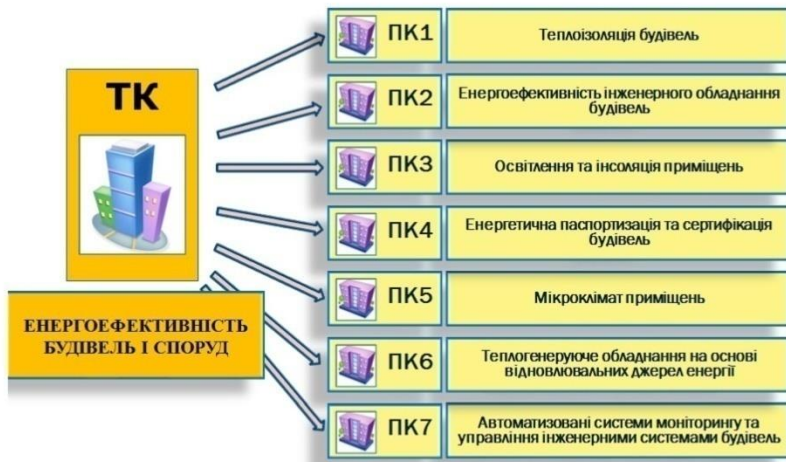 ТК
ЕНЕРГОЕФЕКТИВНІСТЬ
БУДІВЕЛЬ І СПОРУД
ПК1
Теплоізоляція будівель
ПК2
Енергоефективність інженерного обладнання
будівель
ПК3
Освітлення та інсоляція приміщень
ПК4
Енергетична паспортизація та сертифікація
будівель
ПК5
Мікроклімат приміщень
ПК6
Теплогенеруюче обладнання на основі
відновлювальних джерел енергії
ПК7
Автоматизовані системи моніторингу та
управління інженерними системами будівель